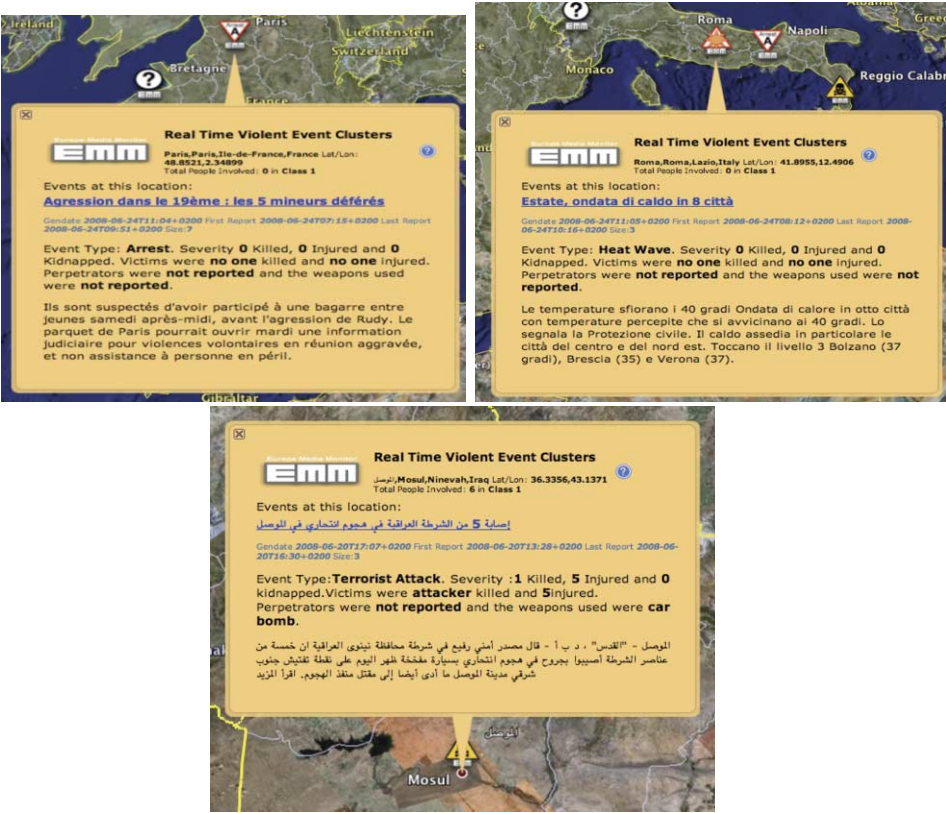 Ireland
Paris
Liechtenstein
Switzerland
A
?
EMM
Bretagne
France
Real Time Violent Event Clusters
Europe Media Monitor
EMM
Paris,Paris,Ile-de-France,France Lat/Lon:
48.8521,2.34899
Total People Involved: 0 in Class 1
?
Events at this location:
Agression dans le 19ème : les 5 mineurs déférés
Gendate 2008-06-24T11:04+0200 First Report 2008-06-24T07:15+0200 Last Report
2008-06-24T09:51+0200 Size:7
Event Type: Arrest. Severity 0 Killed, 0 Injured and 0
Kidnapped. Victims were no one killed and no one injured.
Perpetrators were not reported and the weapons used
were not reported.
Ils sont suspectés d'avoir participé à une bagarre entre
jeunes samedi après-midi, avant l'agression de Rudy. Le
parquet de Paris pourrait ouvrir mardi une information
judiciaire pour violences volontaires en réunion aggravée,
et non assistance à personne en péril.
Gibraltar
?
Roma
Napoli
A
Monaco
Reggio Calabr
Real Time Violent Event Clusters
Europe Media Monitor
EMM
Roma,Roma,Lazio,Italy Lat/Lon: 41.8955,12.4906
Total People Involved: 0 in Class 1
?
Events at this location:
Estate, ondata di caldo in 8 città
Gendate 2008-06-24T11:05+0200 First Report 2008-06-24T08:12+0200 Last Report 2008-
06-24T10:16+0200 Size:3
Event Type: Heat Wave. Severity 0 Killed, 0 Injured and 0
Kidnapped. Victims were no one killed and no one injured.
Perpetrators were not reported and the weapons used were not
reported.
Le temperature sfiorano i 40 gradi Ondata di calore in otto città
con temperature percepite che si avvicinano ai 40 gradi. Lo
segnala la Protezione civile. Il caldo assedia in particolare le
città del centro e del nord est. Toccano il livello 3 Bolzano (37
gradi), Brescia (35) e Verona (37).
Real Time Violent Event Clusters
Europe Media Monitor
EMM
الموصل,Mosul,Ninevah,Iraq Lat/Lon: 36.3356,43.1371
Total People Involved: 6 in Class 1
?
Events at this location:
إصابة 5 من الشرطة العراقية في هجوم انتحاري في الموصل
Gendate 2008-06-20T17:07+0200 First Report 2008-06-20T13:28+0200 Last Report 2008-06-
20T16:30+0200 Size:3
Event Type:Terrorist Attack. Severity :1 Killed, 5 Injured and 0
kidnapped.Victims were attacker killed and 5injured.
Perpetrators were not reported and the weapons used were car
bomb.
الموصل - "القدس" ، د ب أ - قال مصدر أمني رفيع في شرطة محافظة نينوى العراقية ان خمسة من
عناصر الشرطة أصيبوا بجروح في هجوم انتحاري بسيارة مفخخة ظهر اليوم على نقطة تفتيش جنوب
شرقي مدينة الموصل ما أدى أيضا إلى مقتل منفذ الهجوم. اقرأ المزيد
الموصل
Mosul